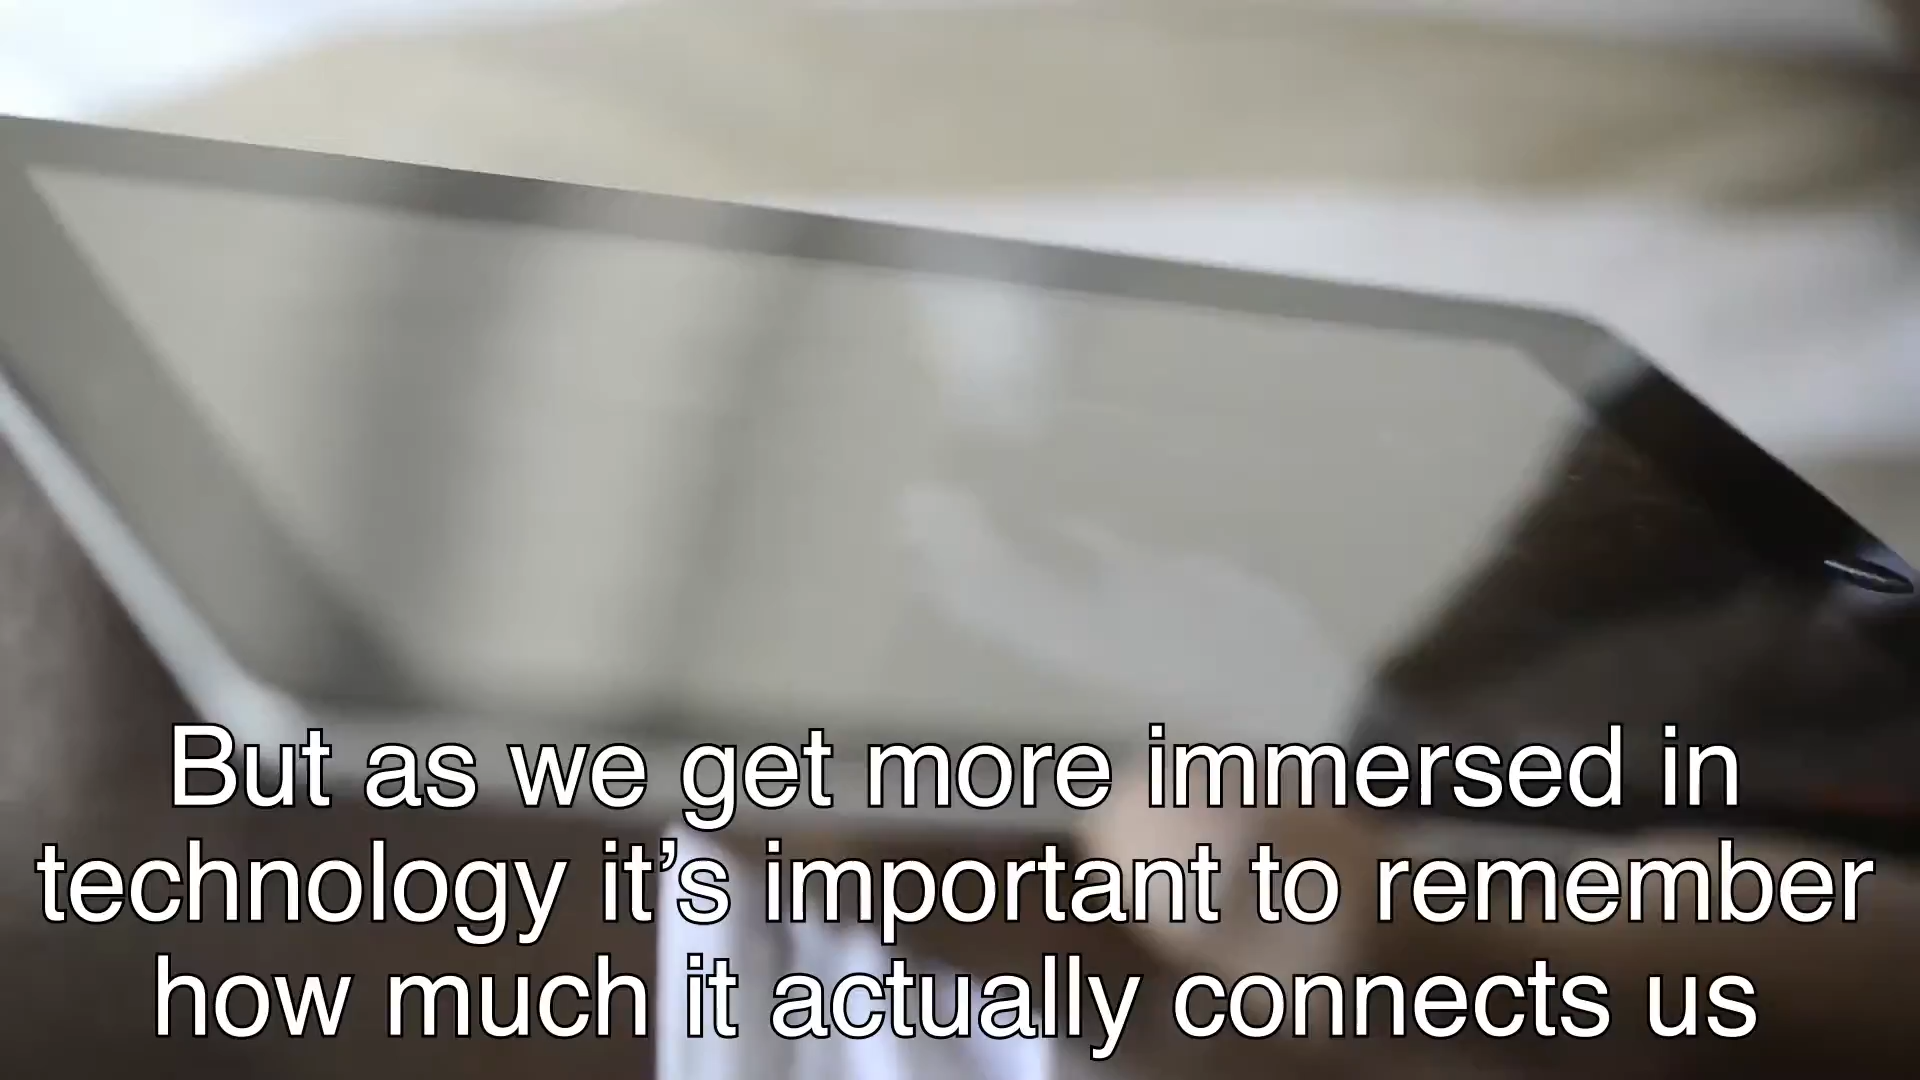 But as we get more immersed in
technology it’s important to remember
how much it actually connects us